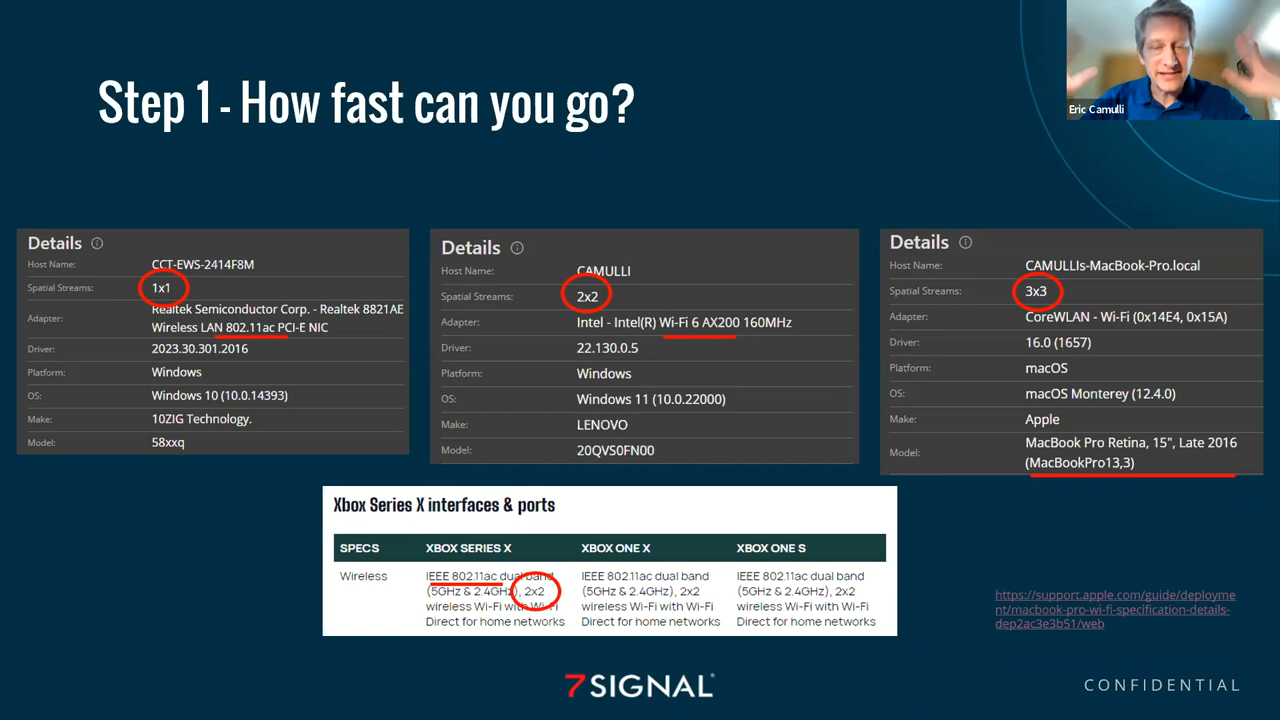 Step 1 - How fast can you go?
Eric Camulli
Details
Host Name: CCT-EWS-2414F8M
Spatial Streams: 1x1
Adapter: Realtek Semiconductor Corp. - Realtek 8821AE
Wireless LAN 802.11ac PCI-E NIC
Driver: 2023.30.301.2016
Platform: Windows
OS: Windows 10 (10.0.14393)
Make: 10ZIG Technology.
Model: 58xxq
Details
Host Name: CAMULLI
Spatial Streams: 2x2
Adapter: Intel - Intel(R) Wi-Fi 6 AX200 160MHz
Driver: 22.130.0.5
Platform: Windows
OS: Windows 11 (10.0.22000)
Make: LENOVO
Model: 20QVS0FN00
Details
Host Name: CAMULLIs-MacBook-Pro.local
Spatial Streams: 3x3
Adapter: CoreWLAN - Wi-Fi (0x14E4, 0x15A)
Driver: 16.0 (1657)
Platform: macOS
OS: macOS Monterey (12.4.0)
Make: Apple
Model: MacBook Pro Retina, 15", Late 2016
(MacBookPro13,3)
Xbox Series X interfaces & ports
SPECS XBOX SERIES X XBOX ONE X XBOX ONE S
Wireless IEEE 802.11ac dual band IEEE 802.11ac dual band IEEE 802.11ac dual band
(5GHz & 2.4GHz), 2x2 (5GHz & 2.4GHz), 2x2 (5GHz & 2.4GHz), 2x2
wireless Wi-Fi with Wi-Fi wireless Wi-Fi with Wi-Fi wireless Wi-Fi with Wi-Fi
Direct for home networks Direct for home networks Direct for home networks
https://support.apple.com/guide/deployme
nt/macbook-pro-wi-fi-specification-details-
dep2ac3e3b51/web
7SIGNAL
CONFIDENTIAL